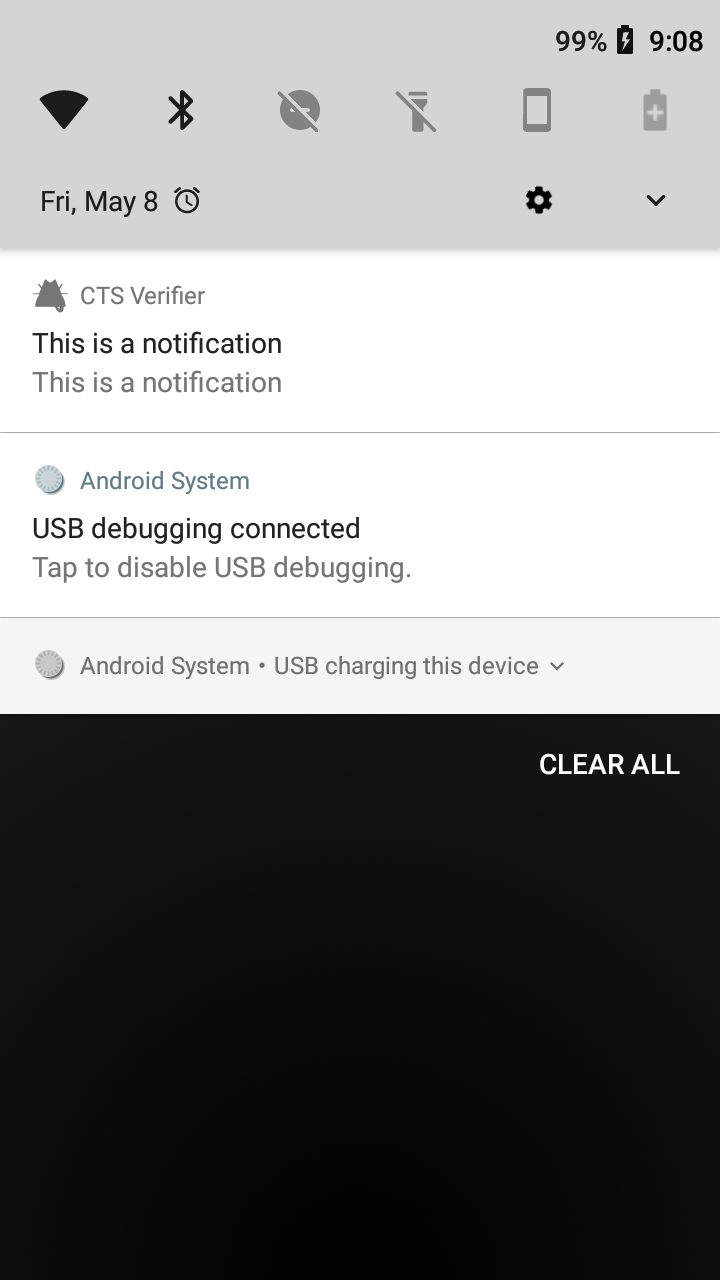 99% 9:08
Fri, May 8
CTS Verifier
This is a notification
This is a notification
Android System
USB debugging connected
Tap to disable USB debugging.
Android System • USB charging this device
CLEAR ALL